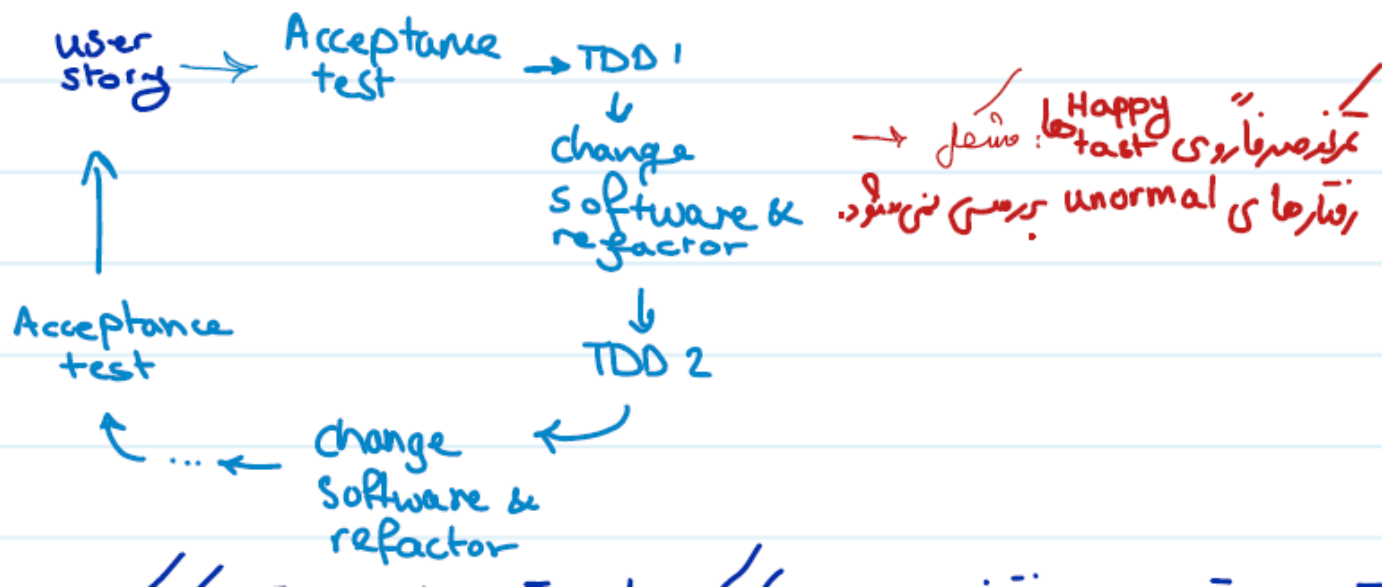 user
story → Acceptance
test → TDD 1
↓
change
software &
refactor
↓
TDD 2
change
software &
refactor
← ...
Acceptance
test
→ مشکل: تمرکز صرفا روی Happy tastها
رفتارهای unormal بررسی نمی‌شود.